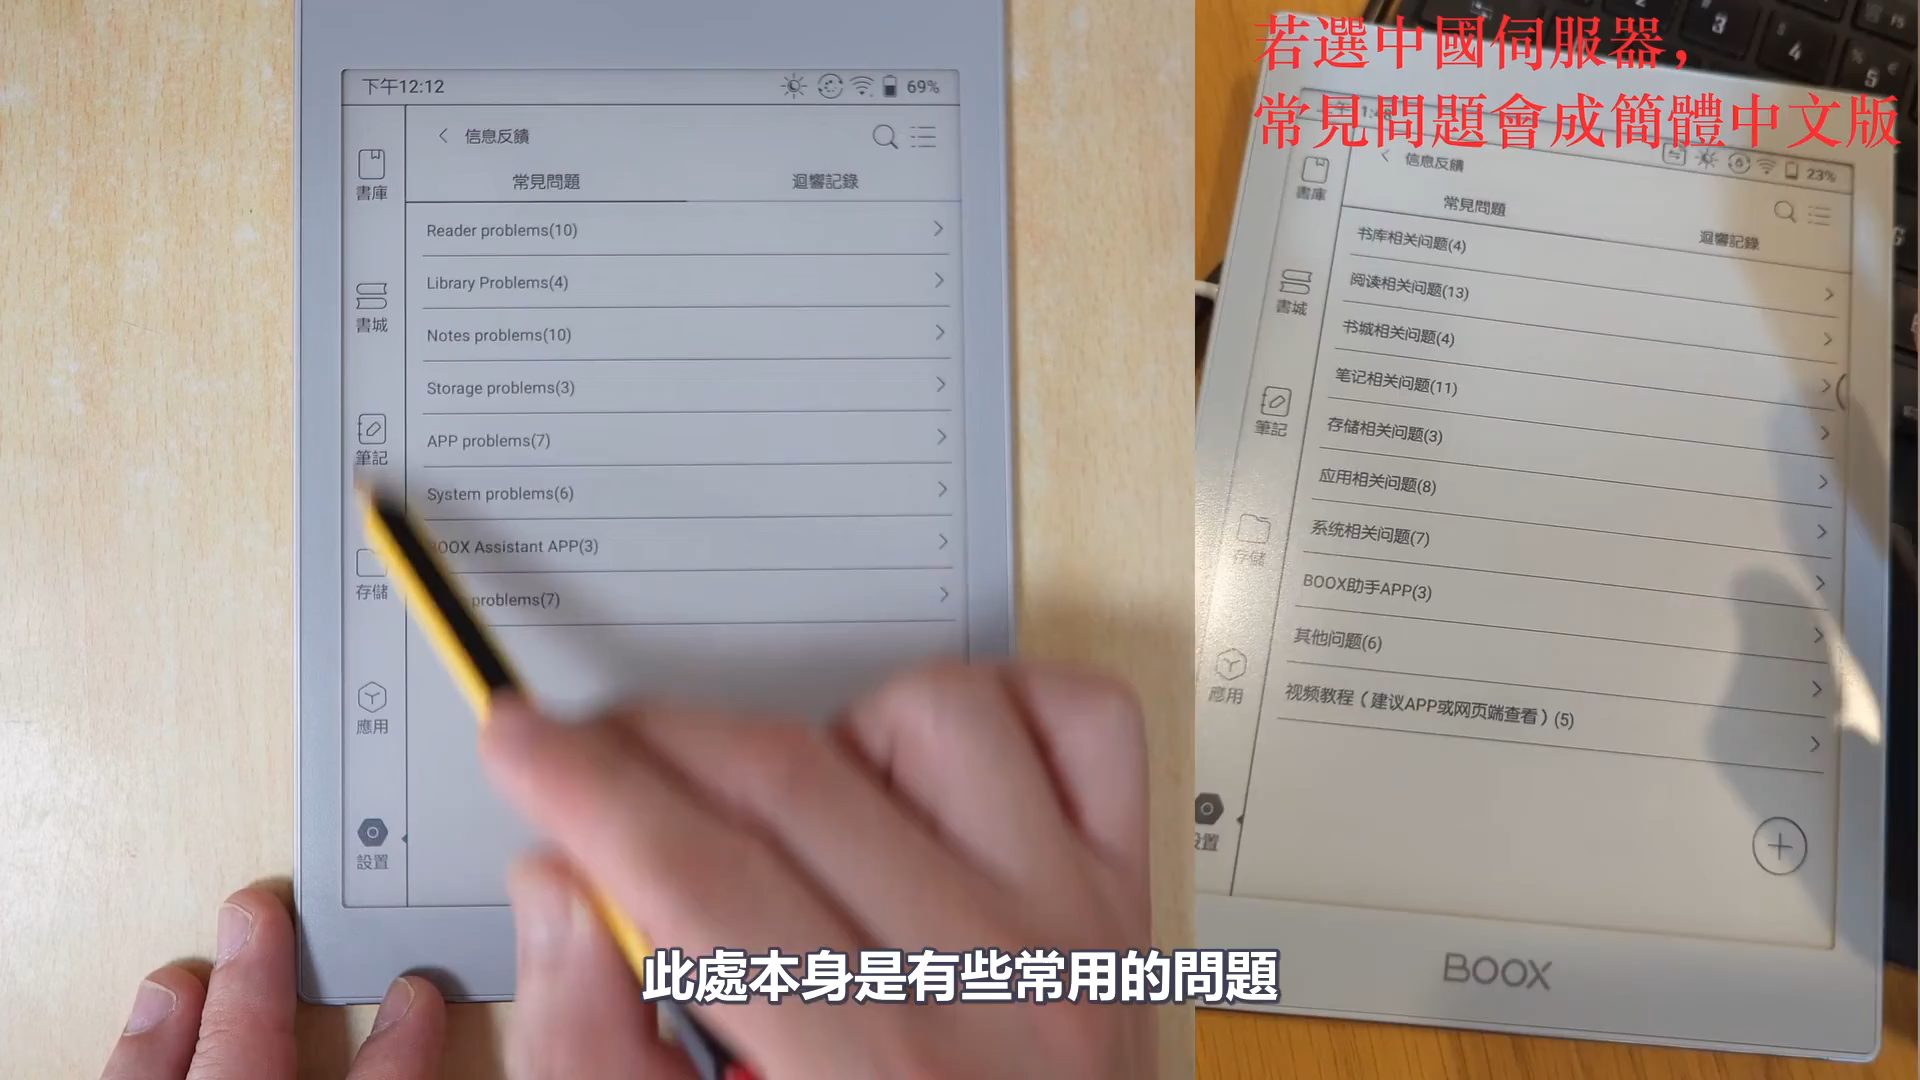 若選中國伺服器，
常見問題會成簡體中文版
下午12:12
69%
信息反饋
常見問題
迴響記錄
Reader problems(10)
Library Problems(4)
Notes problems(10)
Storage problems(3)
APP problems(7)
System problems(6)
OOX Assistant APP(3)
problems(7)
書庫
書城
筆記
存儲
應用
設置
23%
信息反饋
常見問題
迴響記錄
书库相关问题(4)
阅读相关问题(13)
书城相关问题(4)
笔记相关问题(11)
存储相关问题(3)
应用相关问题(8)
系统相关问题(7)
BOOX助手APP(3)
其他问题(6)
视频教程（建议APP或网页端查看）(5)
書庫
書城
筆記
存儲
應用
設置
BOOX
此處本身是有些常用的問題